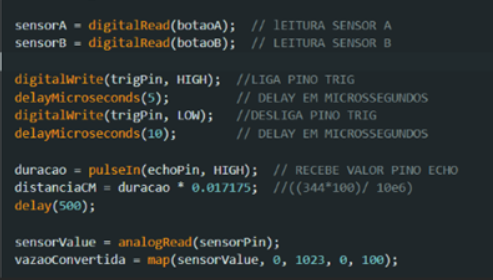 sensorA = digitalRead(botaoA);  // lEITURA SENSOR A
sensorB = digitalRead(botaoB);  // LEITURA SENSOR B
digitalWrite(trigPin, HIGH);  //LIGA PINO TRIG
delayMicroseconds(5);         // DELAY EM MICROSSEGUNDOS
digitalWrite(trigPin, LOW);   //DESLIGA PINO TRIG
delayMicroseconds(10);        // DELAY EM MICROSSEGUNDOS
duracao = pulseIn(echoPin, HIGH);  // RECEBE VALOR PINO ECHO
distanciaCM = duracao * 0.017175;  //((344*100)/ 10e6)
delay(500);
sensorValue = analogRead(sensorPin);
vazaoConvertida = map(sensorValue, 0, 1023, 0, 100);